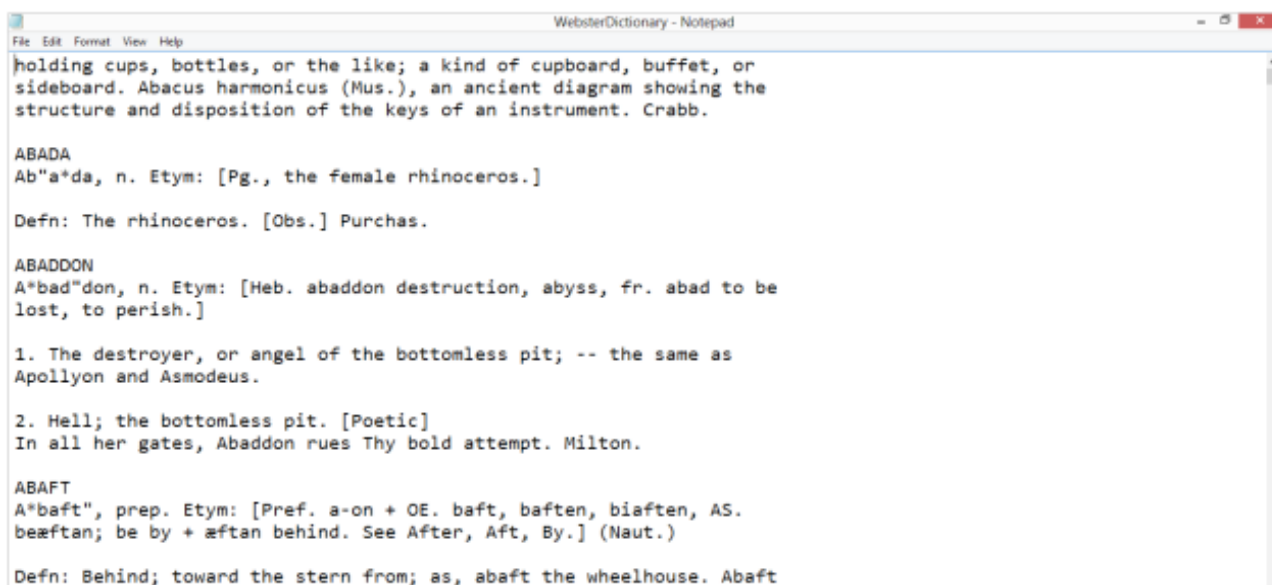 WebsterDictionary - Notepad
File Edit Format View Help
holding cups, bottles, or the like; a kind of cupboard, buffet, or
sideboard. Abacus harmonicus (Mus.), an ancient diagram showing the
structure and disposition of the keys of an instrument. Crabb.
ABADA
Ab"a*da, n. Etym: [Pg., the female rhinoceros.]
Defn: The rhinoceros. [Obs.] Purchas.
ABADDON
A*bad"don, n. Etym: [Heb. abaddon destruction, abyss, fr. abad to be
lost, to perish.]
1. The destroyer, or angel of the bottomless pit; -- the same as
Apollyon and Asmodeus.
2. Hell; the bottomless pit. [Poetic]
In all her gates, Abaddon rues Thy bold attempt. Milton.
ABAFT
A*baft", prep. Etym: [Pref. a-on + OE. baft, baften, biaften, AS.
beæftan; be by + æftan behind. See After, Aft, By.] (Naut.)
Defn: Behind; toward the stern from; as, abaft the wheelhouse. Abaft